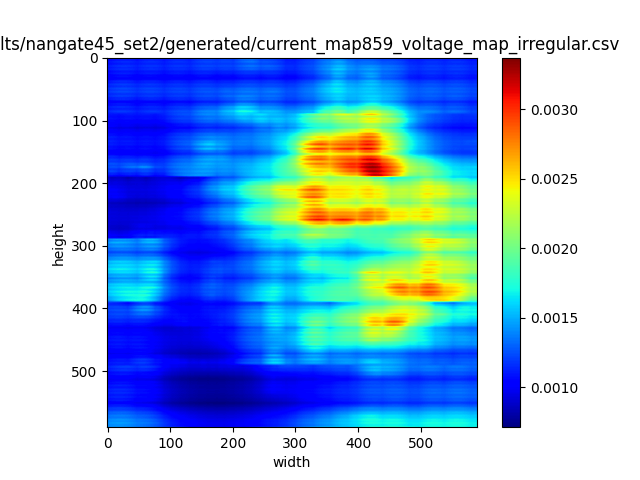 lts/nangate45_set2/generated/current_map859_voltage_map_irregular.csv
0
100
200
300
400
500
height
0 100 200 300 400 500
width
0.0030
0.0025
0.0020
0.0015
0.0010